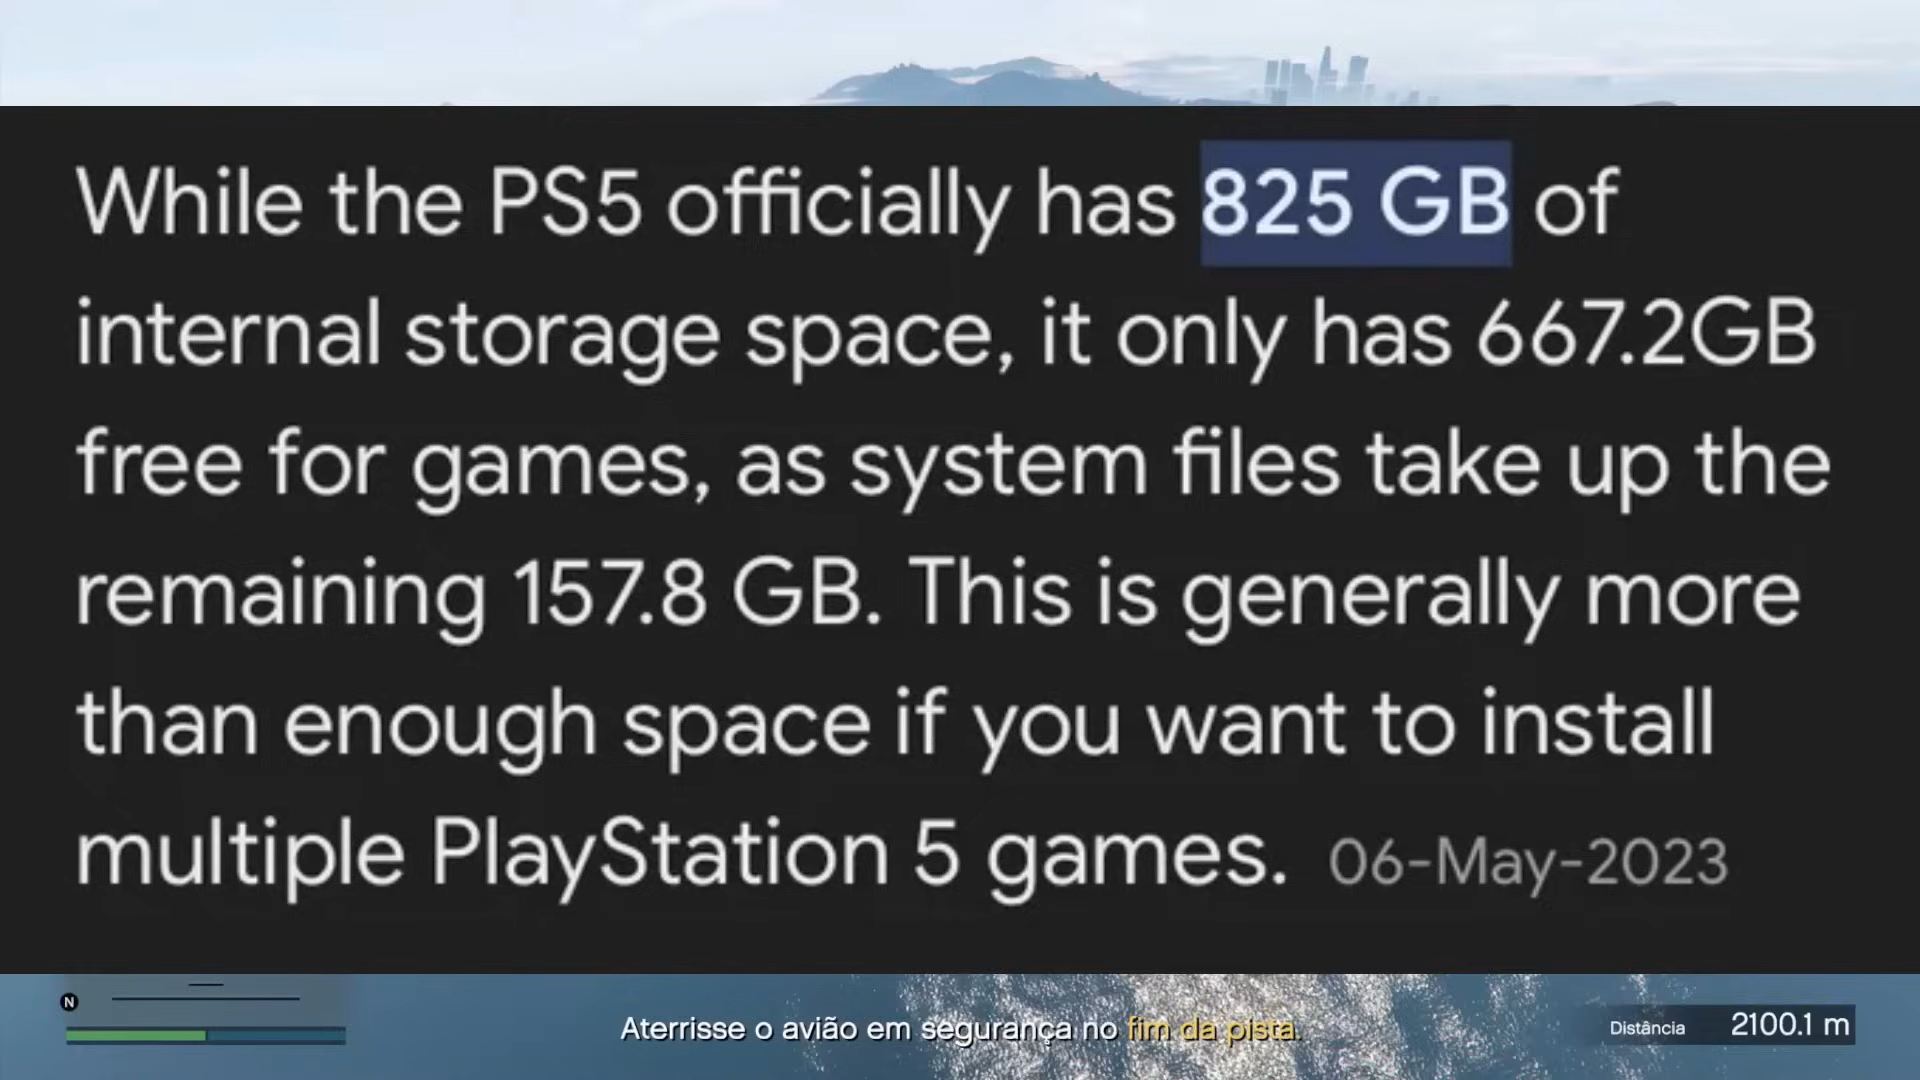 While the PS5 officially has 825 GB of
internal storage space, it only has 667.2GB
free for games, as system files take up the
remaining 157.8 GB. This is generally more
than enough space if you want to install
multiple PlayStation 5 games. 06-May-2023
N
Aterrisse o avião em segurança no fim da pista.
Distância 2100.1 m